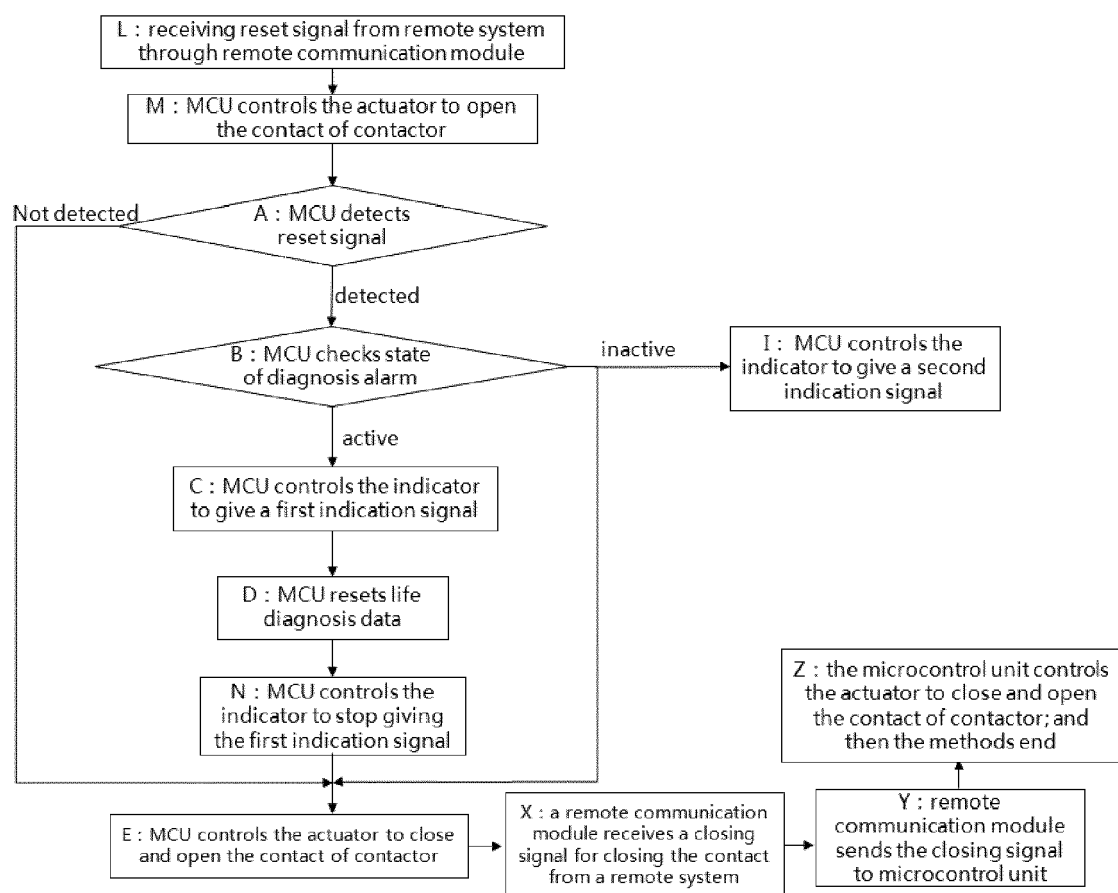 L : receiving reset signal from remote system
through remote communication module
M : MCU controls the actuator to open
the contact of contactor
Not detected
A : MCU detects
reset signal
detected
B : MCU checks state
of diagnosis alarm
inactive
I : MCU controls the
indicator to give a second
indication signal
active
C : MCU controls the indicator
to give a first indication signal
D : MCU resets life
diagnosis data
N : MCU controls the
indicator to stop giving
the first indication signal
Z : the microcontrol unit controls
the actuator to close and open
the contact of contactor; and
then the methods end
E : MCU controls the actuator to close
and open the contact of contactor
X : a remote communication
module receives a closing
signal for closing the contact
from a remote system
Y : remote
communication module
sends the closing signal
to microcontrol unit